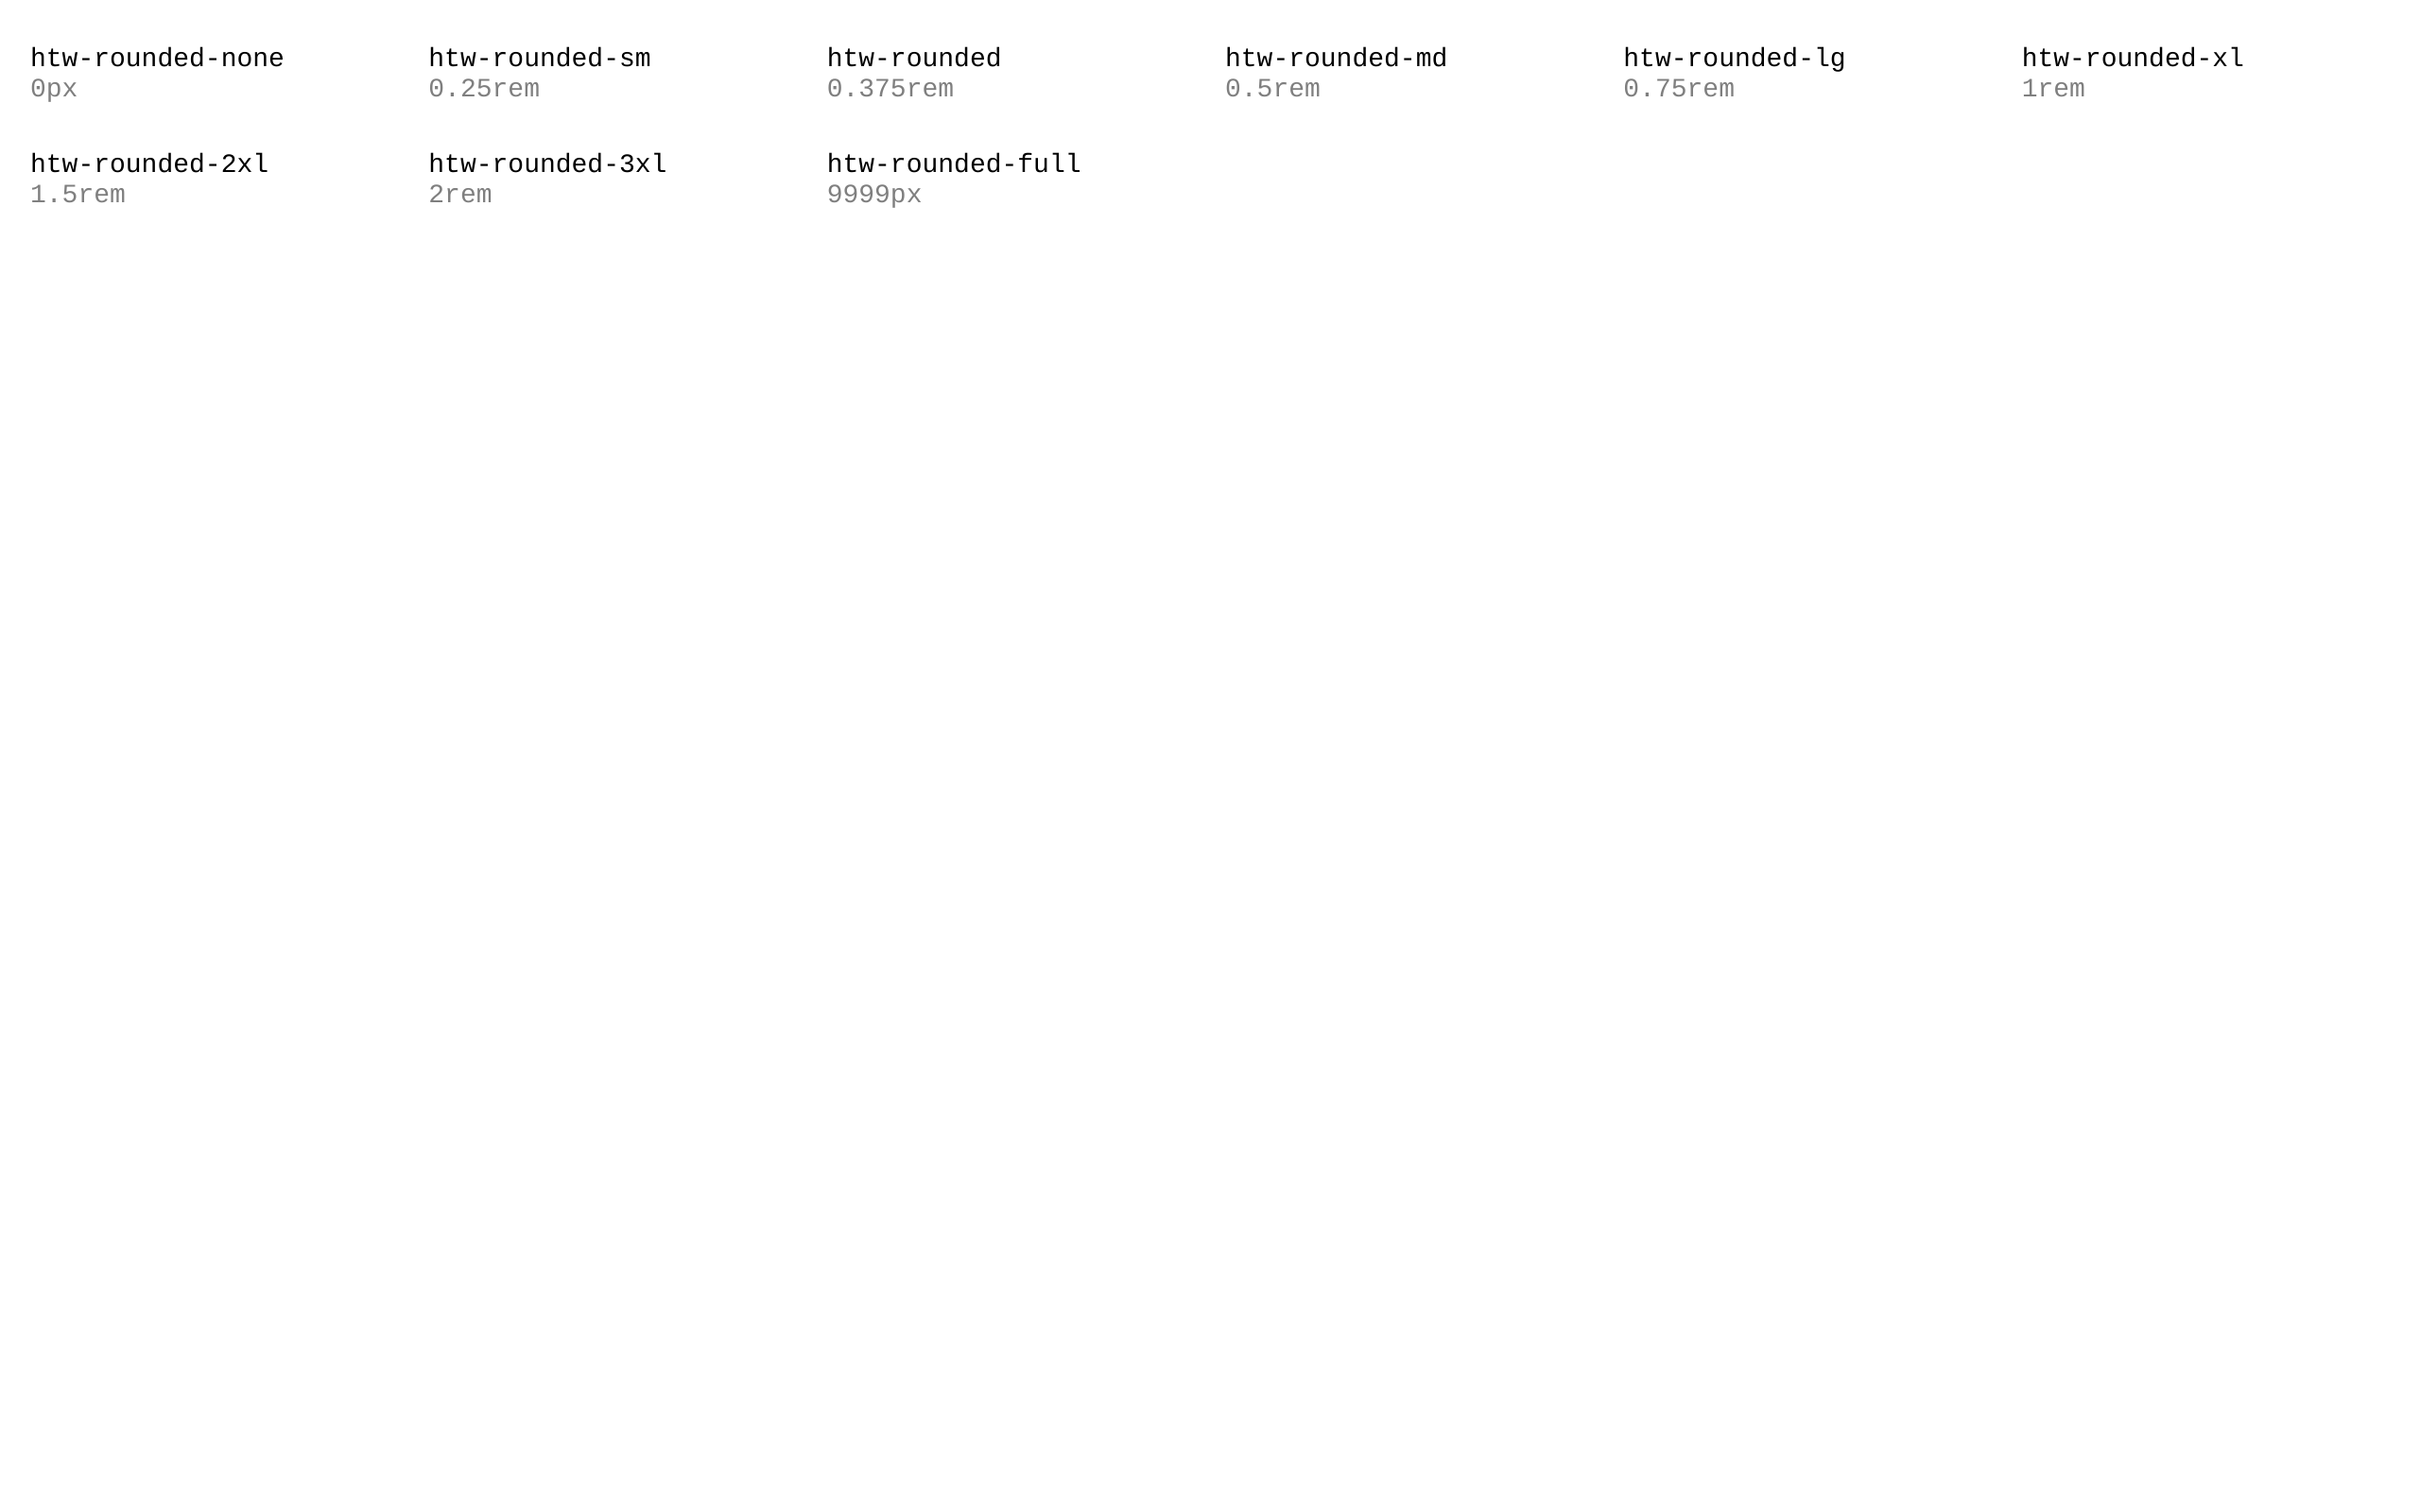 htw-rounded-none
0px
htw-rounded-sm
0.25rem
htw-rounded
0.375rem
htw-rounded-md
0.5rem
htw-rounded-lg
0.75rem
htw-rounded-xl
1rem
htw-rounded-2xl
1.5rem
htw-rounded-3xl
2rem
htw-rounded-full
9999px